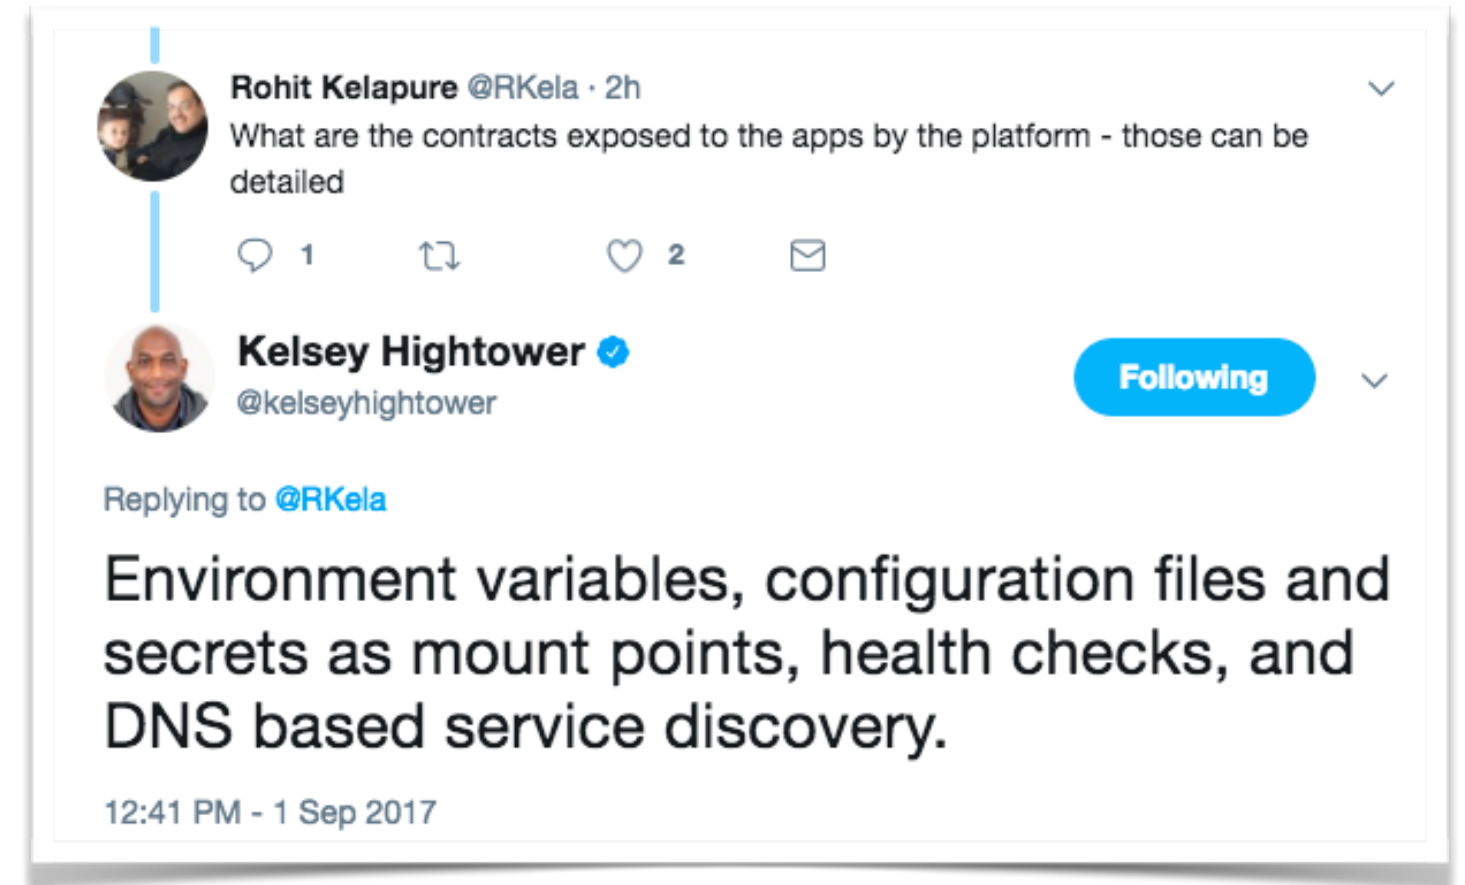 Rohit Kelapure @RKela · 2h
What are the contracts exposed to the apps by the platform - those can be
detailed
1 2
Kelsey Hightower
@kelseyhightower
Following
Replying to @RKela
Environment variables, configuration files and
secrets as mount points, health checks, and
DNS based service discovery.
12:41 PM - 1 Sep 2017